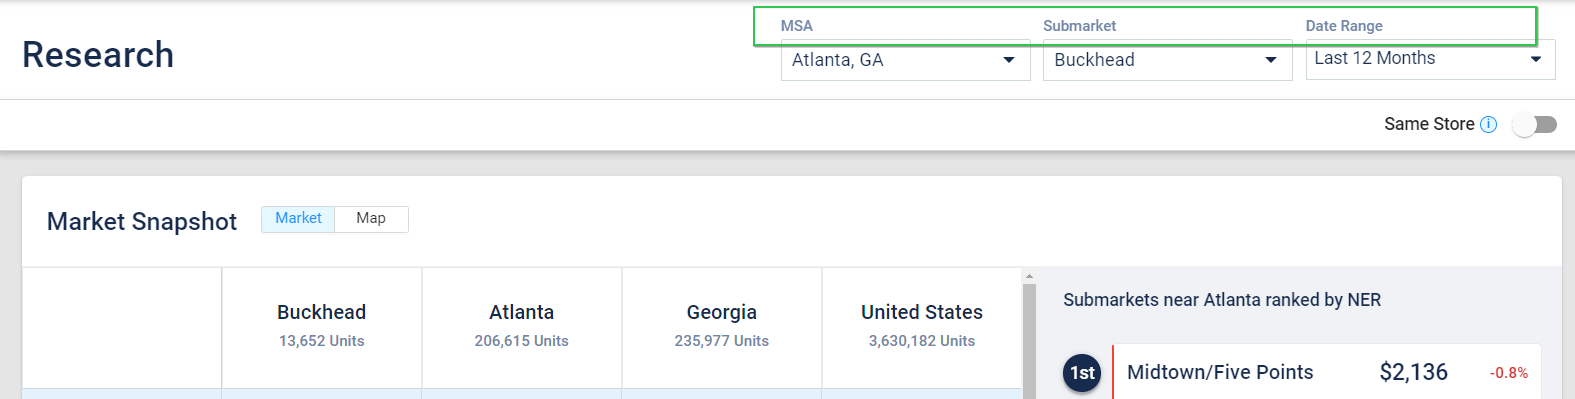 MSA Submarket Date Range
Research
Atlanta, GA Buckhead Last 12 Months
Same Store i
Market Snapshot Market Map
Buckhead Atlanta Georgia United States
13,652 Units 206,615 Units 235,977 Units 3,630,182 Units
Submarkets near Atlanta ranked by NER
1st Midtown/Five Points $2,136 -0.8%